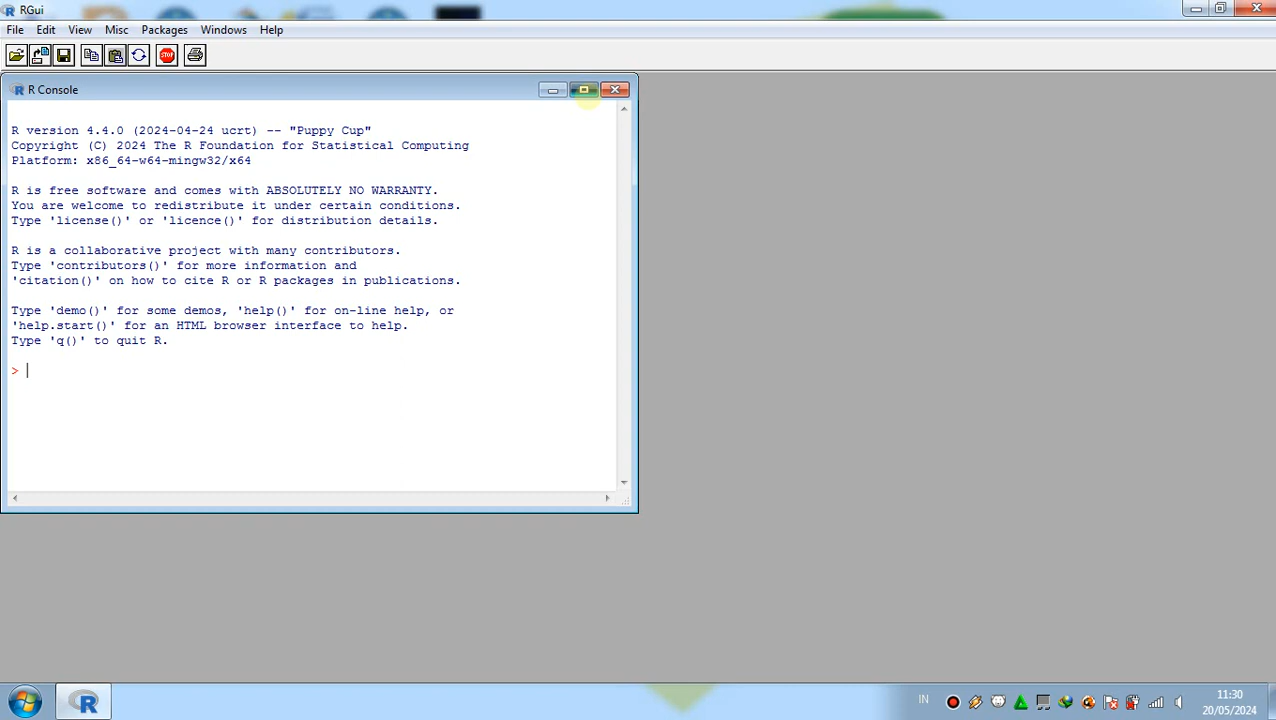 RGui
File Edit View Misc Packages Windows Help
STOP
R Console
R version 4.4.0 (2024-04-24 ucrt) -- "Puppy Cup"
Copyright (C) 2024 The R Foundation for Statistical Computing
Platform: x86_64-w64-mingw32/x64
R is free software and comes with ABSOLUTELY NO WARRANTY.
You are welcome to redistribute it under certain conditions.
Type 'license()' or 'licence()' for distribution details.
R is a collaborative project with many contributors.
Type 'contributors()' for more information and
'citation()' on how to cite R or R packages in publications.
Type 'demo()' for some demos, 'help()' for on-line help, or
'help.start()' for an HTML browser interface to help.
Type 'q()' to quit R.
>
IN
11:30
20/05/2024